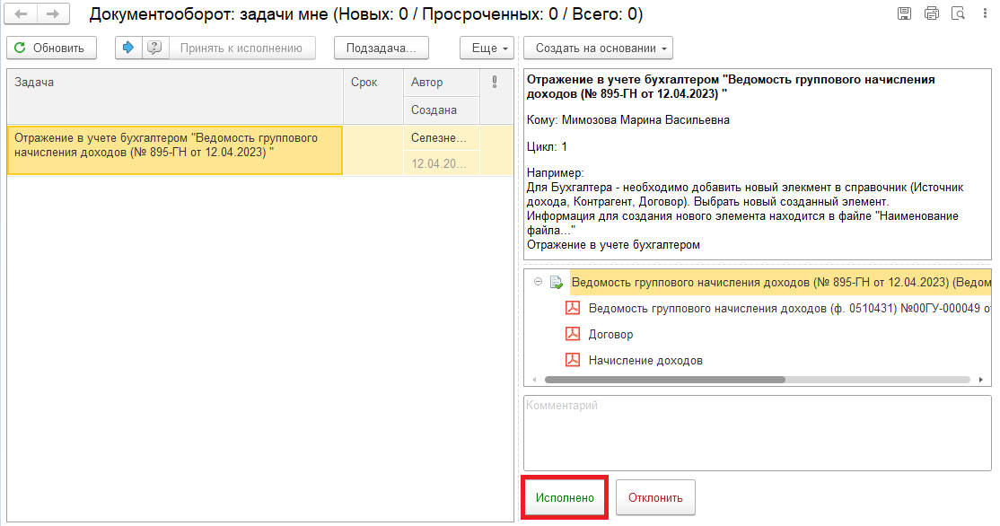 Документооборот: задачи мне (Новых: 0 / Просроченных: 0 / Всего: 0)
Обновить
Принять к исполнению
Подзадача...
Еще
Создать на основании
Задача
Срок
Автор
Создана
Отражение в учете бухгалтером "Ведомость группового
начисления доходов (№ 895-ГН от 12.04.2023) "
Селезне...
12.04.20...
Отражение в учете бухгалтером "Ведомость группового начисления
доходов (№ 895-ГН от 12.04.2023) "
Кому: Мимозова Марина Васильевна
Цикл: 1
Например:
Для Бухгалтера - необходимо добавить новый элекмент в справочник (Источник
дохода, Контрагент, Договор). Выбрать новый созданный элемент.
Информация для создания нового элемента находится в файле "Наименование
файла..."
Отражение в учете бухгалтером
Ведомость группового начисления доходов (№ 895-ГН от 12.04.2023) (Ведом
Ведомость группового начисления доходов (ф. 0510431) №00ГУ-000049 о
Договор
Начисление доходов
Комментарий
Исполнено
Отклонить